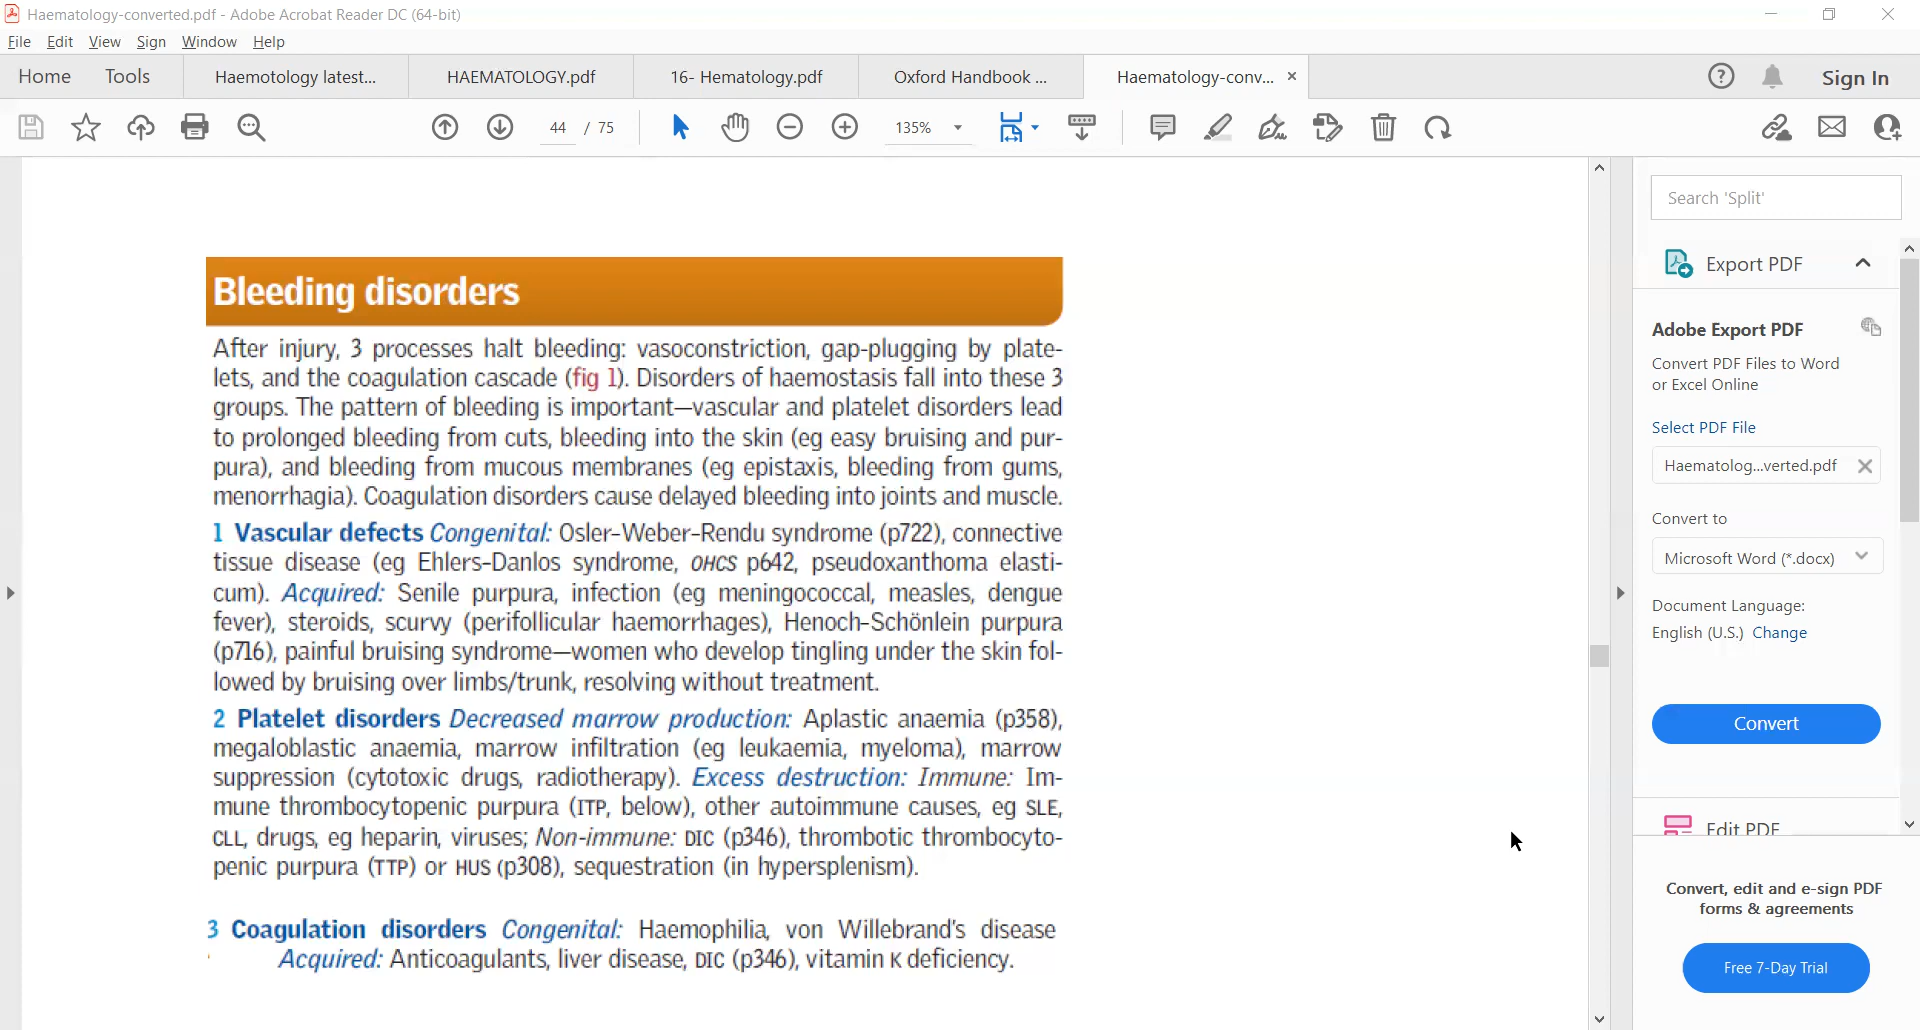 Haematology-converted.pdf - Adobe Acrobat Reader DC (64-bit)
File Edit View Sign Window Help
Home Tools Haemotology latest... HAEMATOLOGY.pdf 16- Hematology.pdf Oxford Handbook ... Haematology-conv... Sign In
44 / 75 135%
Bleeding disorders
After injury, 3 processes halt bleeding: vasoconstriction, gap-plugging by plate-
lets, and the coagulation cascade (fig 1). Disorders of haemostasis fall into these 3
groups. The pattern of bleeding is important—vascular and platelet disorders lead
to prolonged bleeding from cuts, bleeding into the skin (eg easy bruising and pur-
pura), and bleeding from mucous membranes (eg epistaxis, bleeding from gums,
menorrhagia). Coagulation disorders cause delayed bleeding into joints and muscle.
1 Vascular defects Congenital: Osler-Weber-Rendu syndrome (p722), connective
tissue disease (eg Ehlers-Danlos syndrome, OHCS p642, pseudoxanthoma elasti-
cum). Acquired: Senile purpura, infection (eg meningococcal, measles, dengue
fever), steroids, scurvy (perifollicular haemorrhages), Henoch-Schönlein purpura
(p716), painful bruising syndrome—women who develop tingling under the skin fol-
lowed by bruising over limbs/trunk, resolving without treatment.
2 Platelet disorders Decreased marrow production: Aplastic anaemia (p358),
megaloblastic anaemia, marrow infiltration (eg leukaemia, myeloma), marrow
suppression (cytotoxic drugs, radiotherapy). Excess destruction: Immune: Im-
mune thrombocytopenic purpura (ITP, below), other autoimmune causes, eg SLE,
CLL, drugs, eg heparin, viruses; Non-immune: DIC (p346), thrombotic thrombocyto-
penic purpura (TTP) or HUS (p308), sequestration (in hypersplenism).
3 Coagulation disorders Congenital: Haemophilia, von Willebrand's disease
Acquired: Anticoagulants, liver disease, DIC (p346), vitamin K deficiency.
Search 'Split'
Export PDF
Adobe Export PDF
Convert PDF Files to Word
or Excel Online
Select PDF File
Haematolog...verted.pdf
Convert to
Microsoft Word (*.docx)
Document Language:
English (U.S.) Change
Convert
Edit PDF
Convert, edit and e-sign PDF
forms & agreements
Free 7-Day Trial